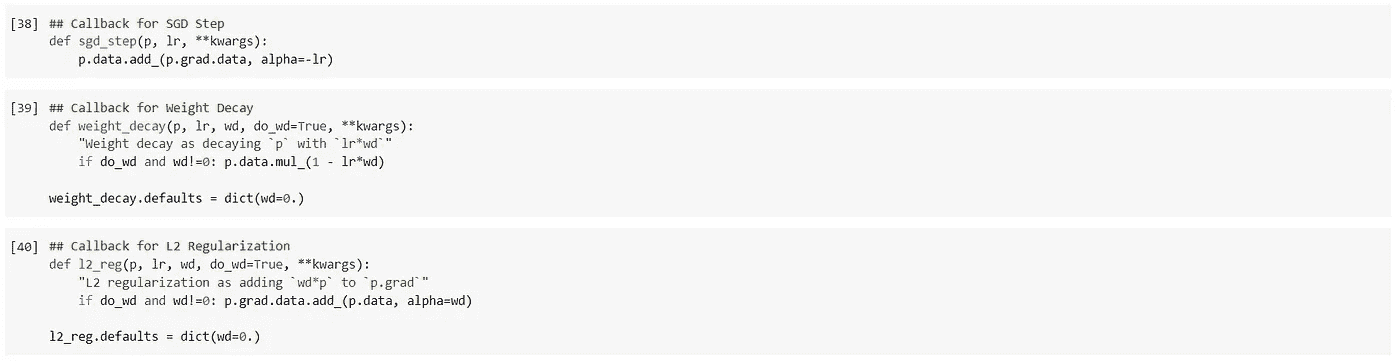 [38] ## Callback for SGD Step
def sgd_step(p, lr, **kwargs):
    p.data.add_(p.grad.data, alpha=-lr)
[39] ## Callback for Weight Decay
def weight_decay(p, lr, wd, do_wd=True, **kwargs):
    "Weight decay as decaying `p` with `lr*wd`"
    if do_wd and wd!=0: p.data.mul_(1 - lr*wd)
weight_decay.defaults = dict(wd=0.)
[40] ## Callback for L2 Regularization
def l2_reg(p, lr, wd, do_wd=True, **kwargs):
    "L2 regularization as adding `wd*p` to `p.grad`"
    if do_wd and wd!=0: p.grad.data.add_(p.data, alpha=wd)
l2_reg.defaults = dict(wd=0.)